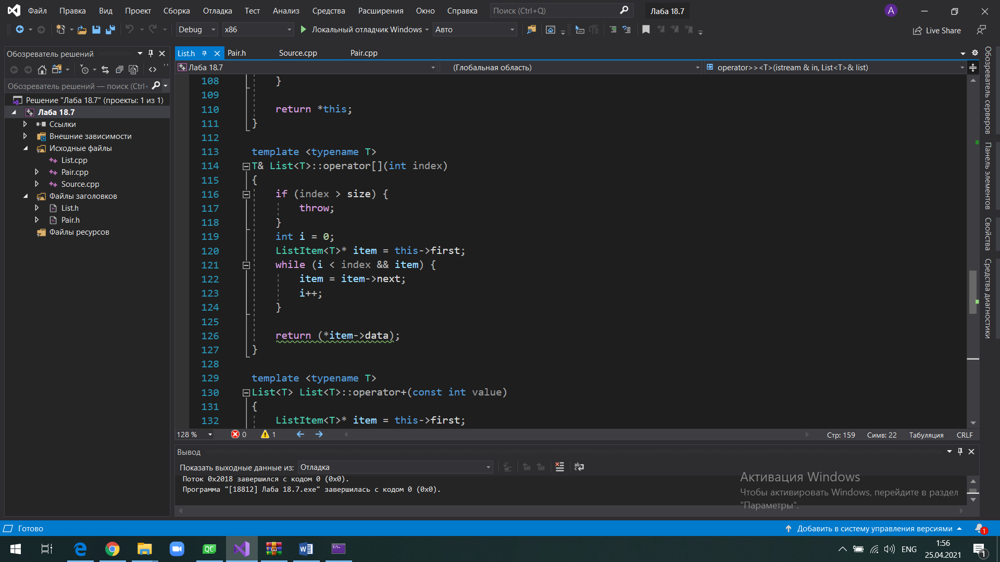 Файл Правка Вид Проект Сборка Отладка Тест Анализ Средства Расширения Окно Справка Поиск (Ctrl+Q) Лаба 18.7 A
Debug x86 Локальный отладчик Windows Авто Live Share
Обозреватель решений
Обозреватель решений — поиск (Ctrl+
Решение "Лаба 18.7" (проекты: 1 из 1)
Лаба 18.7
Ссылки
Внешние зависимости
Исходные файлы
List.cpp
Pair.cpp
Source.cpp
Файлы заголовков
List.h
Pair.h
Файлы ресурсов
List.h Pair.h Source.cpp Pair.cpp
Лаба 18.7 (Глобальная область) operator>><T>(istream & in, List<T>& list)
108 }
109
110 return *this;
111 }
112
113 template <typename T>
114 T& List<T>::operator[](int index)
115 {
116 if (index > size) {
117 throw;
118 }
119 int i = 0;
120 ListItem<T>* item = this->first;
121 while (i < index && item) {
122 item = item->next;
123 i++;
124 }
125
126 return (*item->data);
127 }
128
129 template <typename T>
130 List<T> List<T>::operator+(const int value)
131 {
132 ListItem<T>* item = this->first;
128 % 0 1 Стр: 159 Симв: 22 Табуляция CRLF
Вывод
Показать выходные данные из: Отладка
Поток 0x2018 завершился с кодом 0 (0x0).
Программа "[18812] Лаба 18.7.exe" завершилась с кодом 0 (0x0).
Активация Windows
Чтобы активировать Windows, перейдите в раздел
"Параметры".
Обозреватель серверов
Панель элементов
Свойства
Средства диагностики
Готово Добавить в систему управления версиями 1
QC ENG 1:56
25.04.2021 1